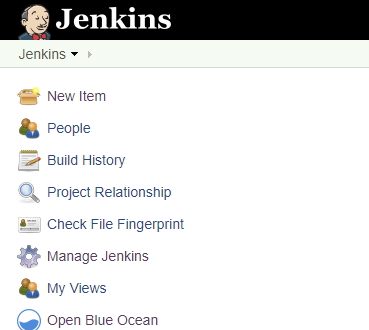 Jenkins
Jenkins
New Item
People
Build History
Project Relationship
Check File Fingerprint
Manage Jenkins
My Views
Open Blue Ocean